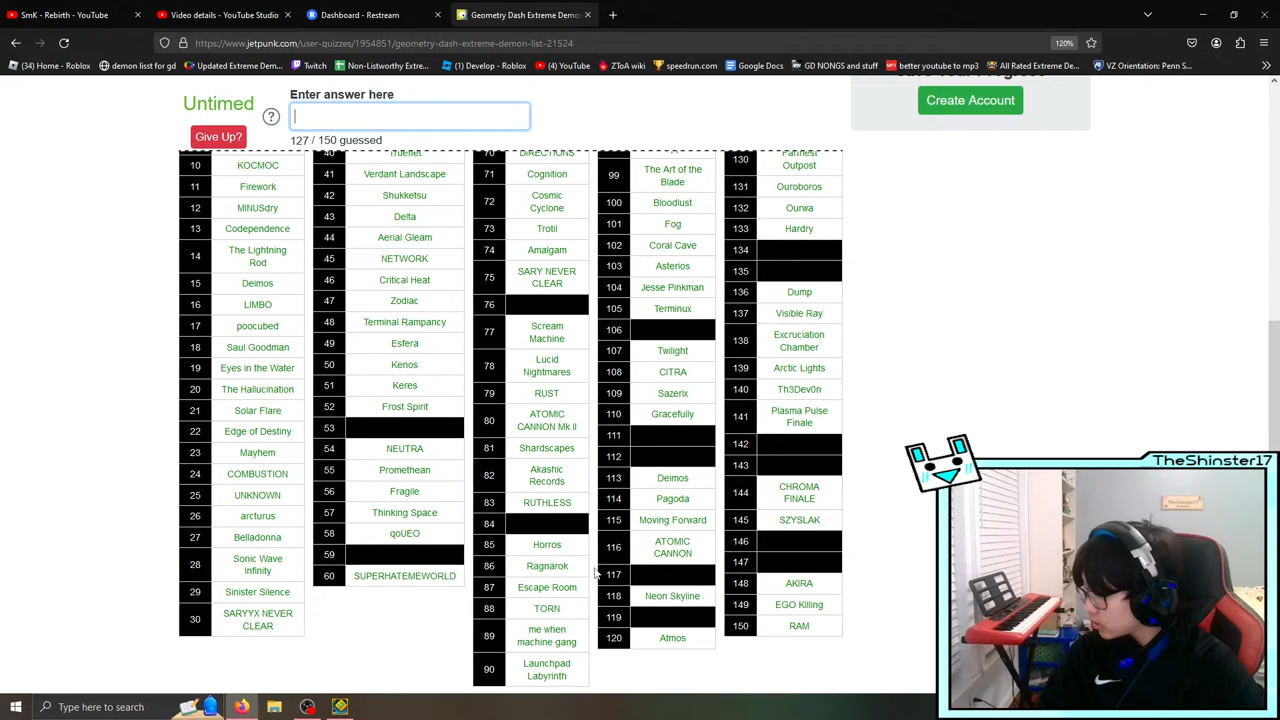 SmK - Rebirth - YouTube
Video details - YouTube Studio
Dashboard - Restream
Geometry Dash Extreme Demo
https://www.jetpunk.com/user-quizzes/1954851/geometry-dash-extreme-demon-list-21524
120%
(34) Home - Roblox
demon lisst for gd
Updated Extreme Dem...
Twitch
Non-Listworthy Extre...
(1) Develop - Roblox
(4) YouTube
ZToA wiki
speedrun.com
Google Docs
GD NONGS and stuff
better youtube to mp3
All Rated Extreme De...
VZ Orientation: Penn S...
Create Account
Untimed
Enter answer here
Give Up?
127 / 150 guessed
10 KOCMOC
11 Firework
12 MINUSdry
13 Codependence
14 The Lightning Rod
15 Deimos
16 LIMBO
17 poocubed
18 Saul Goodman
19 Eyes in the Water
20 The Hallucination
21 Solar Flare
22 Edge of Destiny
23 Mayhem
24 COMBUSTION
25 UNKNOWN
26 arcturus
27 Belladonna
28 Sonic Wave Infinity
29 Sinister Silence
30 SARYYX NEVER CLEAR
41 Verdant Landscape
42 Shukketsu
43 Delta
44 Aerial Gleam
45 NETWORK
46 Critical Heat
47 Zodiac
48 Terminal Rampancy
49 Esfera
50 Kenos
51 Keres
52 Frost Spirit
53
54 NEUTRA
55 Promethean
56 Fragile
57 Thinking Space
58 qoUEO
59
60 SUPERHATEMEWORLD
70 DIRECTIONS
71 Cognition
72 Cosmic Cyclone
73 Trotil
74 Amalgam
75 SARY NEVER CLEAR
76
77 Scream Machine
78 Lucid Nightmares
79 RUST
80 ATOMIC CANNON Mk II
81 Shardscapes
82 Akashic Records
83 RUTHLESS
84
85 Horros
86 Ragnarok
87 Escape Room
88 TORN
89 me when machine gang
90 Launchpad Labyrinth
99 The Art of the Blade
100 Bloodlust
101 Fog
102 Coral Cave
103 Asterios
104 Jesse Pinkman
105 Terminux
106
107 Twilight
108 CITRA
109 Sazerix
110 Gracefully
111
112
113 Deimos
114 Pagoda
115 Moving Forward
116 ATOMIC CANNON
117
118 Neon Skyline
119
120 Atmos
130 Farthest Outpost
131 Ouroboros
132 Ourwa
133 Hardry
134
135
136 Dump
137 Visible Ray
138 Excruciation Chamber
139 Arctic Lights
140 Th3Dev0n
141 Plasma Pulse Finale
142
143
144 CHROMA FINALE
145 SZYSLAK
146
147
148 AKIRA
149 EGO Killing
150 RAM
TheShinster17
Type here to search